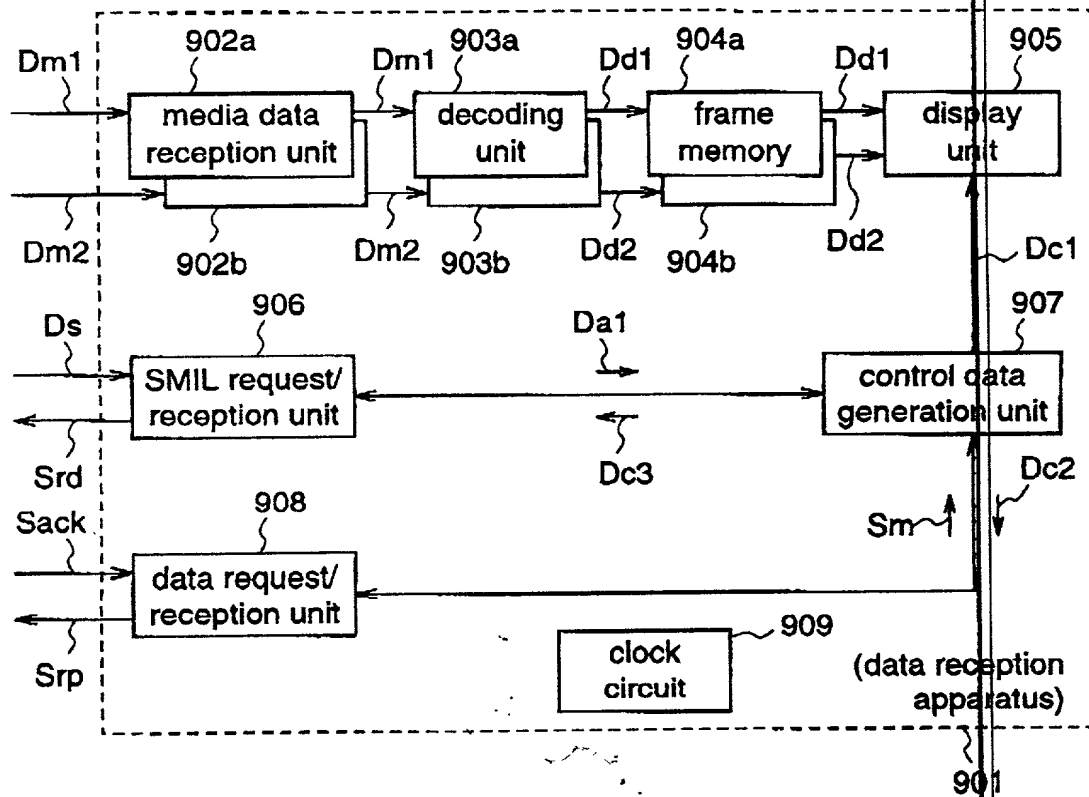 902a 903a 904a 905
Dm1 Dm1 Dd1 Dd1
media data
reception unit
decoding
unit
frame
memory
display
unit
Dm2 902b Dm2 903b Dd2 904b Dd2
Dc1
906 907
Ds Da1
SMIL request/
reception unit
control data
generation unit
Srd Dc3 Dc2
Sack 908 Sm
data request/
reception unit
Srp
909
clock
circuit
(data reception
apparatus)
901